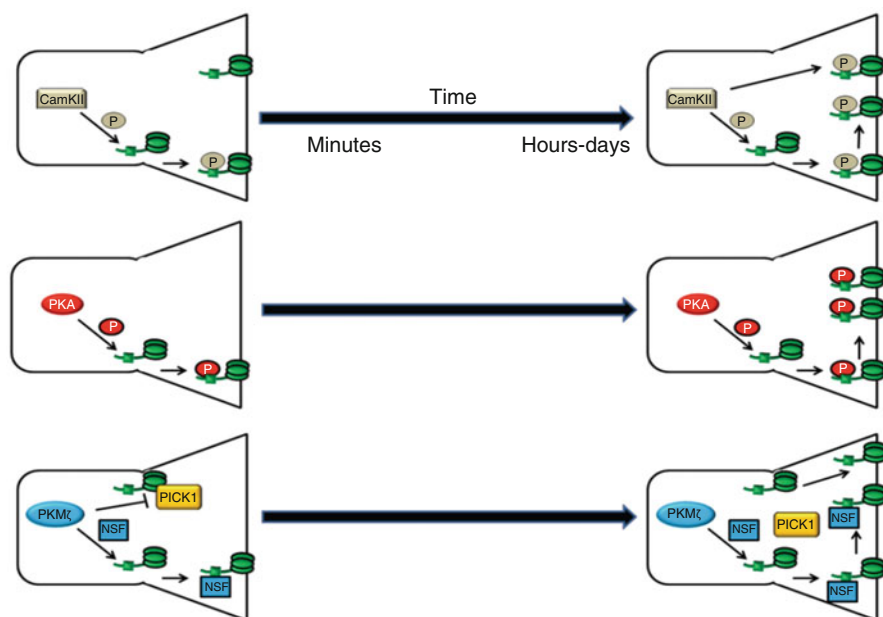 CamKII
P
P
Time
Minutes
Hours-days
P
P
CamKII
P
P
PKA
P
P
P
P
PKA
P
P
PKMζ
PICK1
NSF
NSF
PKMζ
NSF
PICK1
NSF
NSF